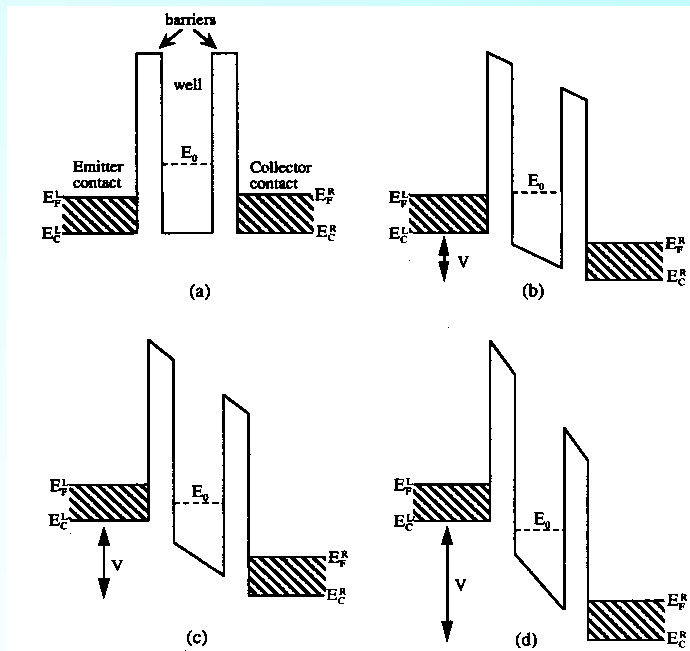 barriers
well
E₀
Emitter
contact
Collector
contact
E_F^L
E_C^L
E_F^R
E_C^R
(a)
E₀
E_F^L
E_C^L
V
E_F^R
E_C^R
(b)
E₀
E_F^L
E_C^L
V
E_F^R
E_C^R
(c)
E₀
E_F^L
E_C^L
V
E_F^R
E_C^R
(d)